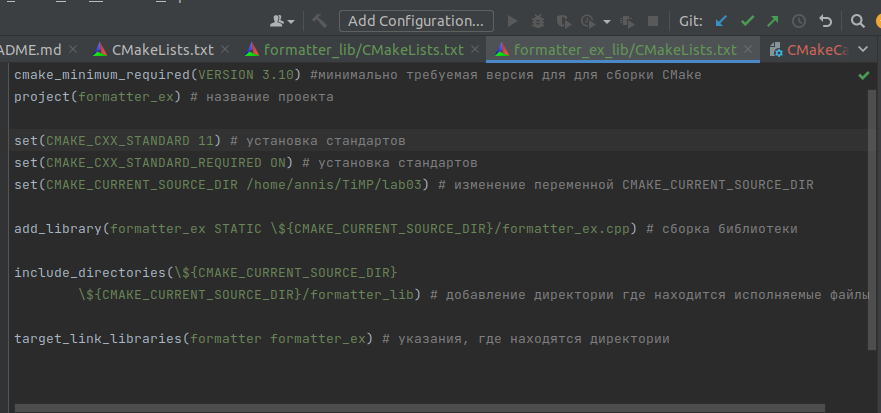 Add Configuration...
Git:
ADME.md
CMakeLists.txt
formatter_lib/CMakeLists.txt
formatter_ex_lib/CMakeLists.txt
CMakeCa
cmake_minimum_required(VERSION 3.10) #минимально требуемая версия для для сборки CMake
project(formatter_ex) # название проекта
set(CMAKE_CXX_STANDARD 11) # установка стандартов
set(CMAKE_CXX_STANDARD_REQUIRED ON) # установка стандартов
set(CMAKE_CURRENT_SOURCE_DIR /home/annis/TiMP/lab03) # изменение переменной CMAKE_CURRENT_SOURCE_DIR
add_library(formatter_ex STATIC \${CMAKE_CURRENT_SOURCE_DIR}/formatter_ex.cpp) # сборка библиотеки
include_directories(\${CMAKE_CURRENT_SOURCE_DIR}
\${CMAKE_CURRENT_SOURCE_DIR}/formatter_lib) # добавление директории где находится исполняемые файлы
target_link_libraries(formatter formatter_ex) # указания, где находятся директории